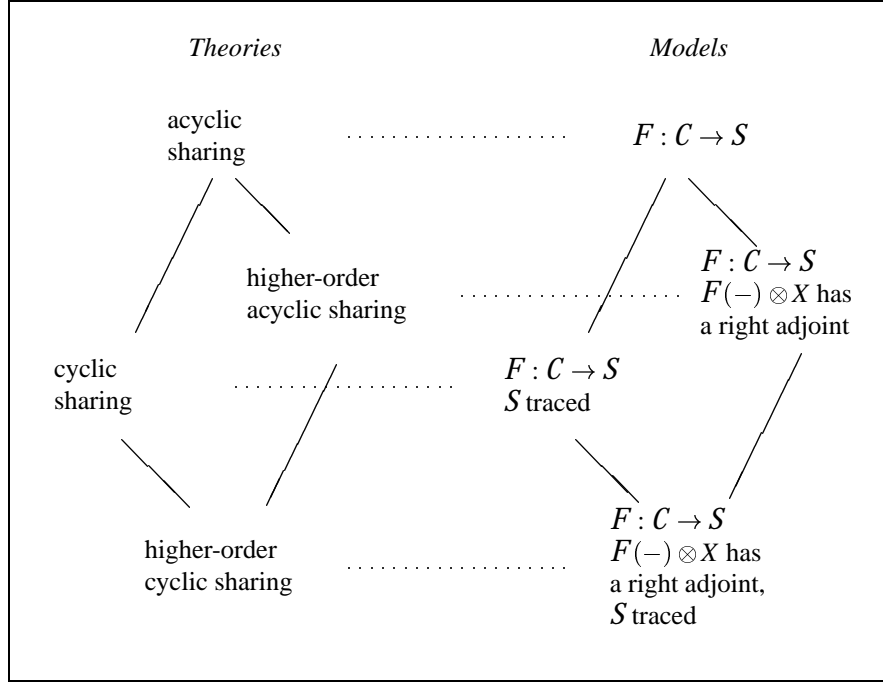 Theories
Models
acyclic
sharing
F : C → S
higher-order
acyclic sharing
F : C → S
F (−) ⊗ X has
a right adjoint
cyclic
sharing
F : C → S
S traced
higher-order
cyclic sharing
F : C → S
F (−) ⊗ X has
a right adjoint,
S traced